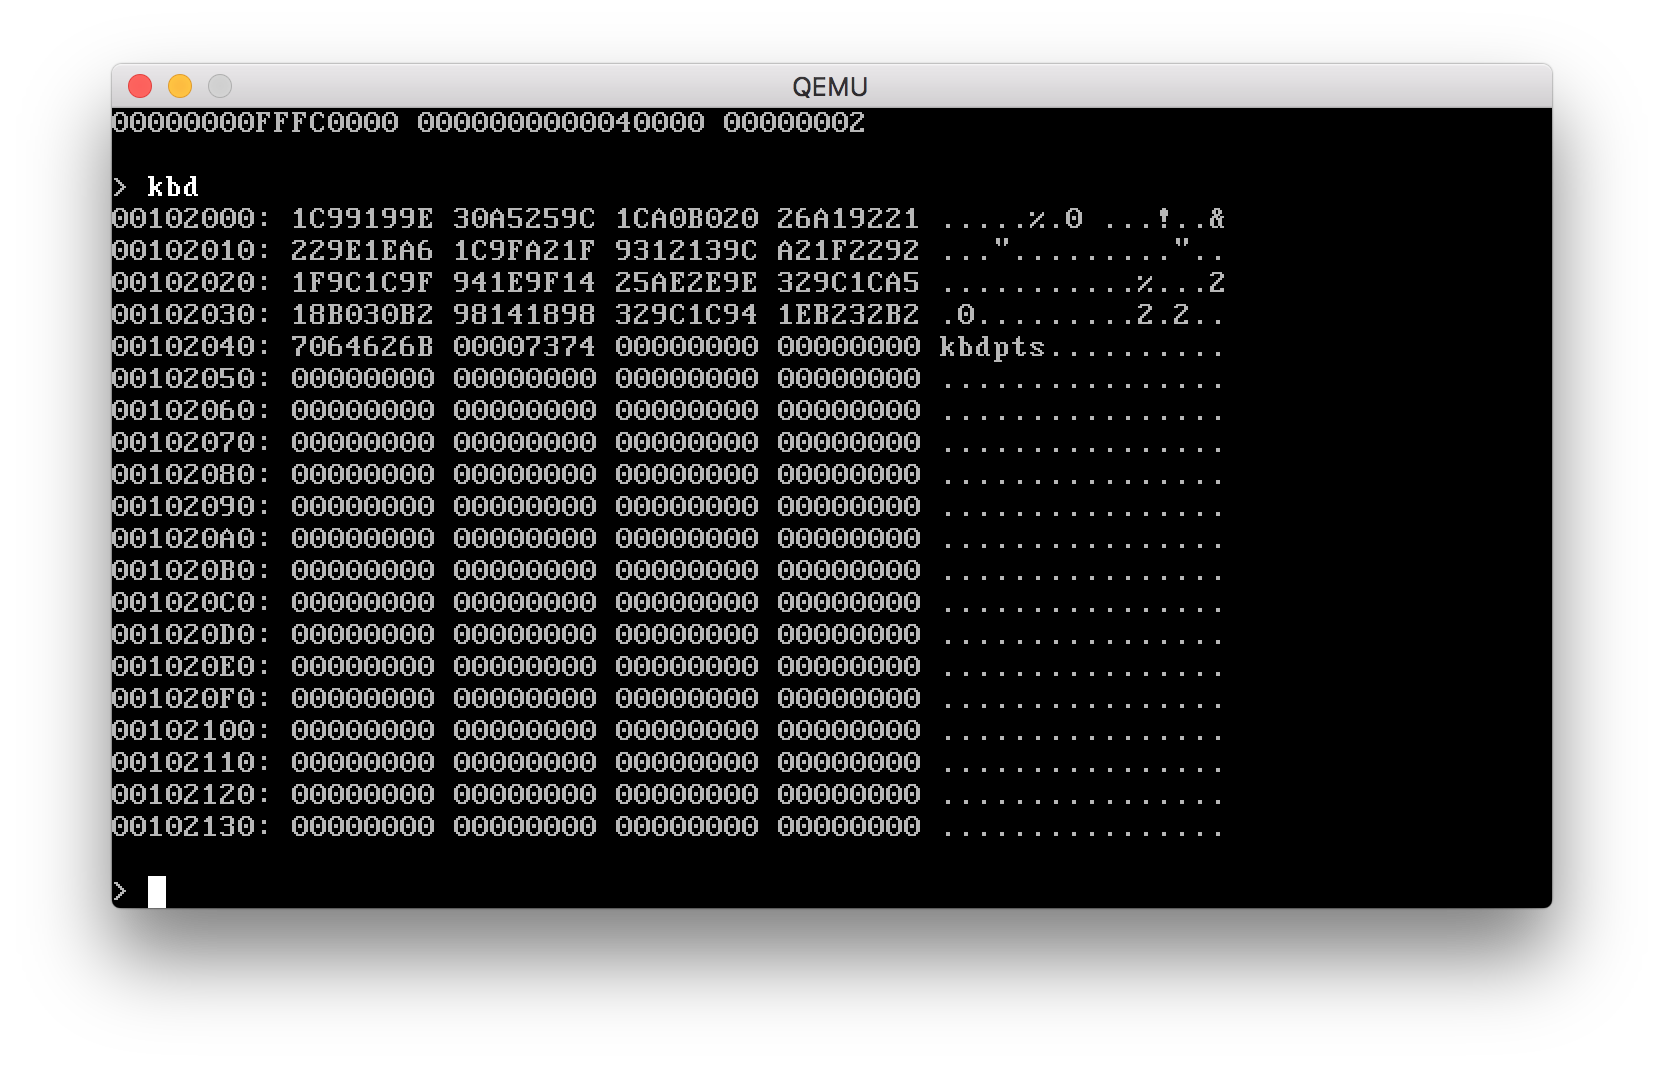 QEMU
00000000FFFC0000 0000000000040000 00000002
> kbd
00102000: 1C99199E 30A5259C 1CA0B020 26A19221 .....%.0 ...!..&
00102010: 229E1EA6 1C9FA21F 9312139C A21F2292 ..."........."..
00102020: 1F9C1C9F 941E9F14 25AE2E9E 329C1CA5 ...........%...2
00102030: 18B030B2 98141898 329C1C94 1EB232B2 .0.........2.2..
00102040: 7064626B 00007374 00000000 00000000 kbdpts..........
00102050: 00000000 00000000 00000000 00000000 ................
00102060: 00000000 00000000 00000000 00000000 ................
00102070: 00000000 00000000 00000000 00000000 ................
00102080: 00000000 00000000 00000000 00000000 ................
00102090: 00000000 00000000 00000000 00000000 ................
001020A0: 00000000 00000000 00000000 00000000 ................
001020B0: 00000000 00000000 00000000 00000000 ................
001020C0: 00000000 00000000 00000000 00000000 ................
001020D0: 00000000 00000000 00000000 00000000 ................
001020E0: 00000000 00000000 00000000 00000000 ................
001020F0: 00000000 00000000 00000000 00000000 ................
00102100: 00000000 00000000 00000000 00000000 ................
00102110: 00000000 00000000 00000000 00000000 ................
00102120: 00000000 00000000 00000000 00000000 ................
00102130: 00000000 00000000 00000000 00000000 ................
>